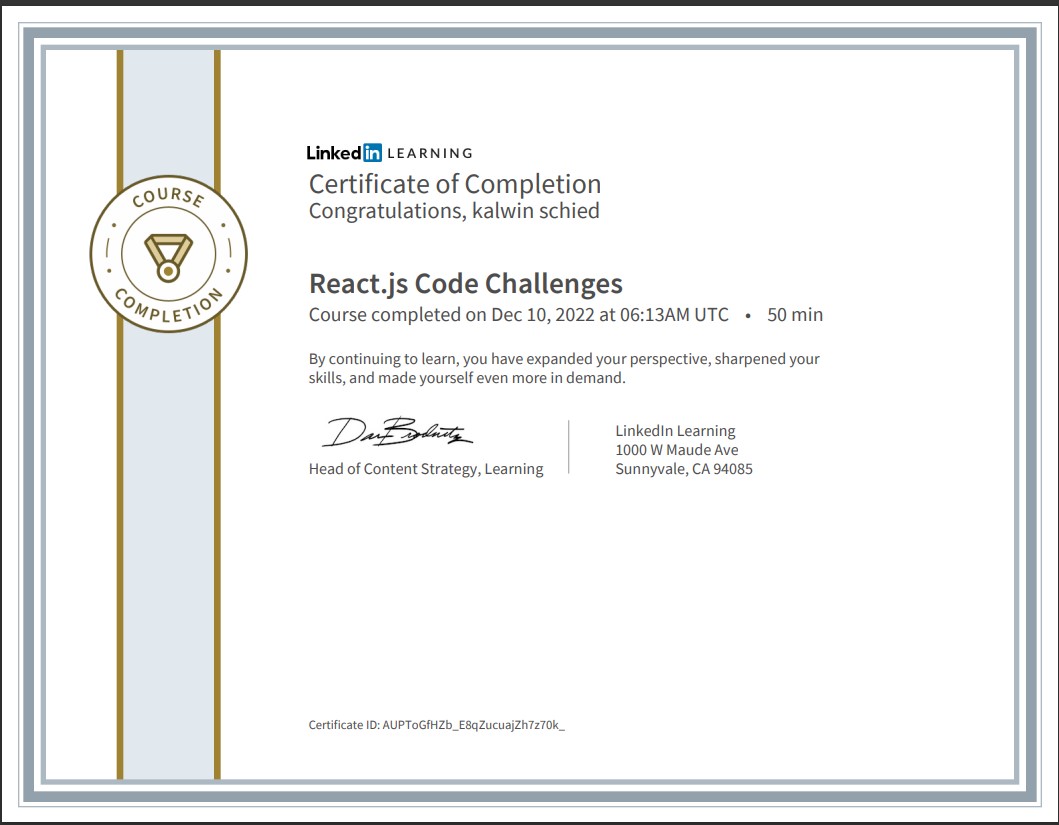 Linkedin LEARNING
Certificate of Completion
Congratulations, kalwin schied
COURSE
COMPLETION
React.js Code Challenges
Course completed on Dec 10, 2022 at 06:13AM UTC • 50 min
By continuing to learn, you have expanded your perspective, sharpened your
skills, and made yourself even more in demand.
Head of Content Strategy, Learning
LinkedIn Learning
1000 W Maude Ave
Sunnyvale, CA 94085
Certificate ID: AUPToGfHZb_E8qZucuajZh7z70k_